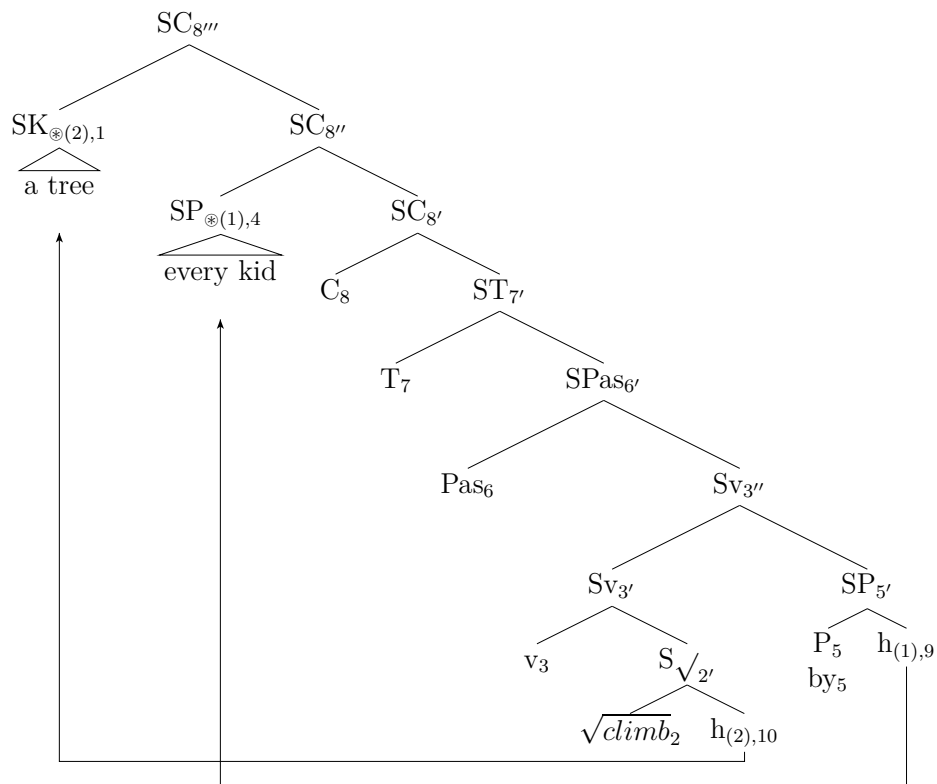 SC₈‴
SK⊛₍₂₎,₁ SC₈″
a tree
SP⊛₍₁₎,₄ SC₈′
every kid
C₈ ST₇′
T₇ SPas₆′
Pas₆ Sv₃″
Sv₃′ SP₅′
v₃ S√₂′ P₅ h₍₁₎,₉
by₅
√climb₂ h₍₂₎,₁₀